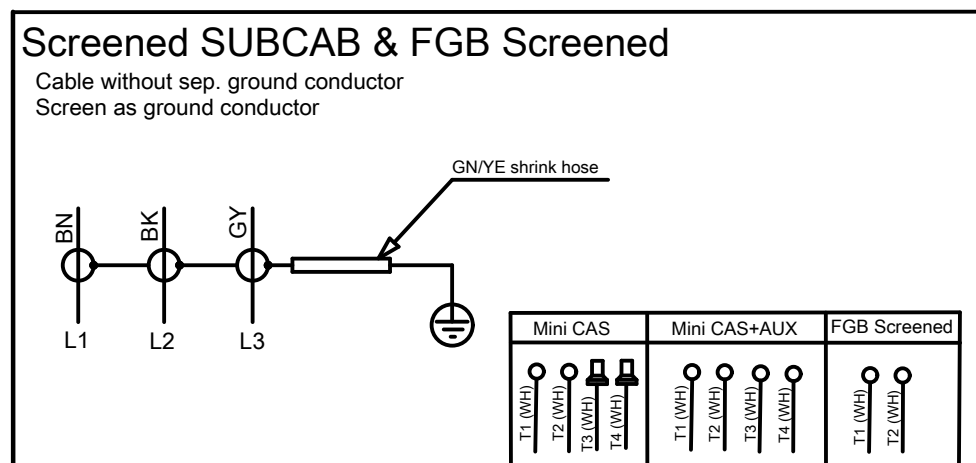 Screened SUBCAB & FGB Screened
Cable without sep. ground conductor
Screen as ground conductor
GN/YE shrink hose
BN
BK
GY
L1
L2
L3
Mini CAS
Mini CAS+AUX
FGB Screened
T1 (WH)
T2 (WH)
T3 (WH)
T4 (WH)
T1 (WH)
T2 (WH)
T3 (WH)
T4 (WH)
T1 (WH)
T2 (WH)